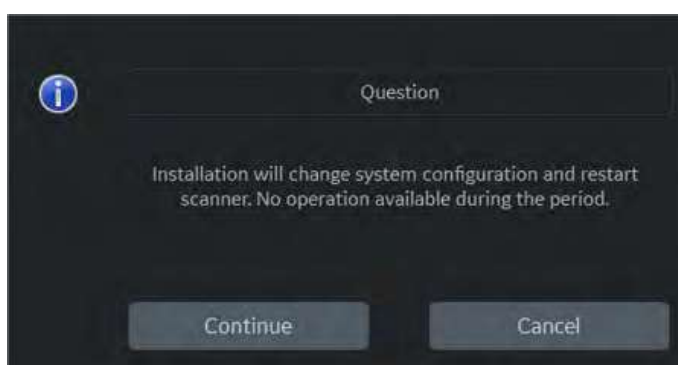 Question
Installation will change system configuration and restart
scanner. No operation available during the period.
Continue
Cancel